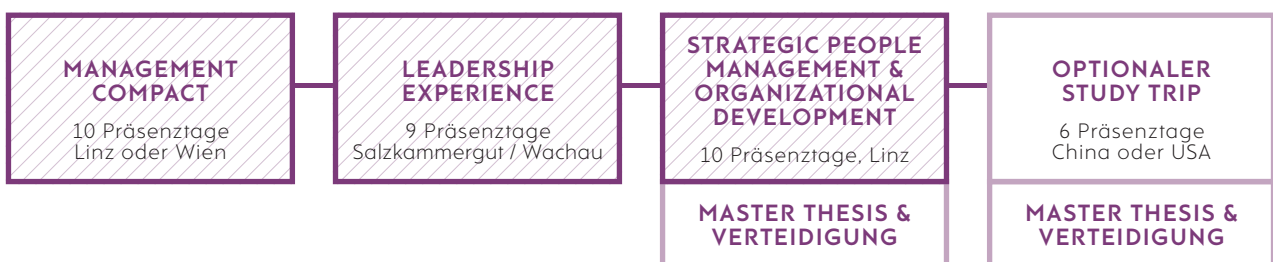 MANAGEMENT
COMPACT
10 Präsenztage
Linz oder Wien
LEADERSHIP
EXPERIENCE
9 Präsenztage
Salzkammergut / Wachau
STRATEGIC PEOPLE
MANAGEMENT &
ORGANIZATIONAL
DEVELOPMENT
10 Präsenztage, Linz
MASTER THESIS &
VERTEIDIGUNG
OPTIONALER
STUDY TRIP
6 Präsenztage
China oder USA
MASTER THESIS &
VERTEIDIGUNG